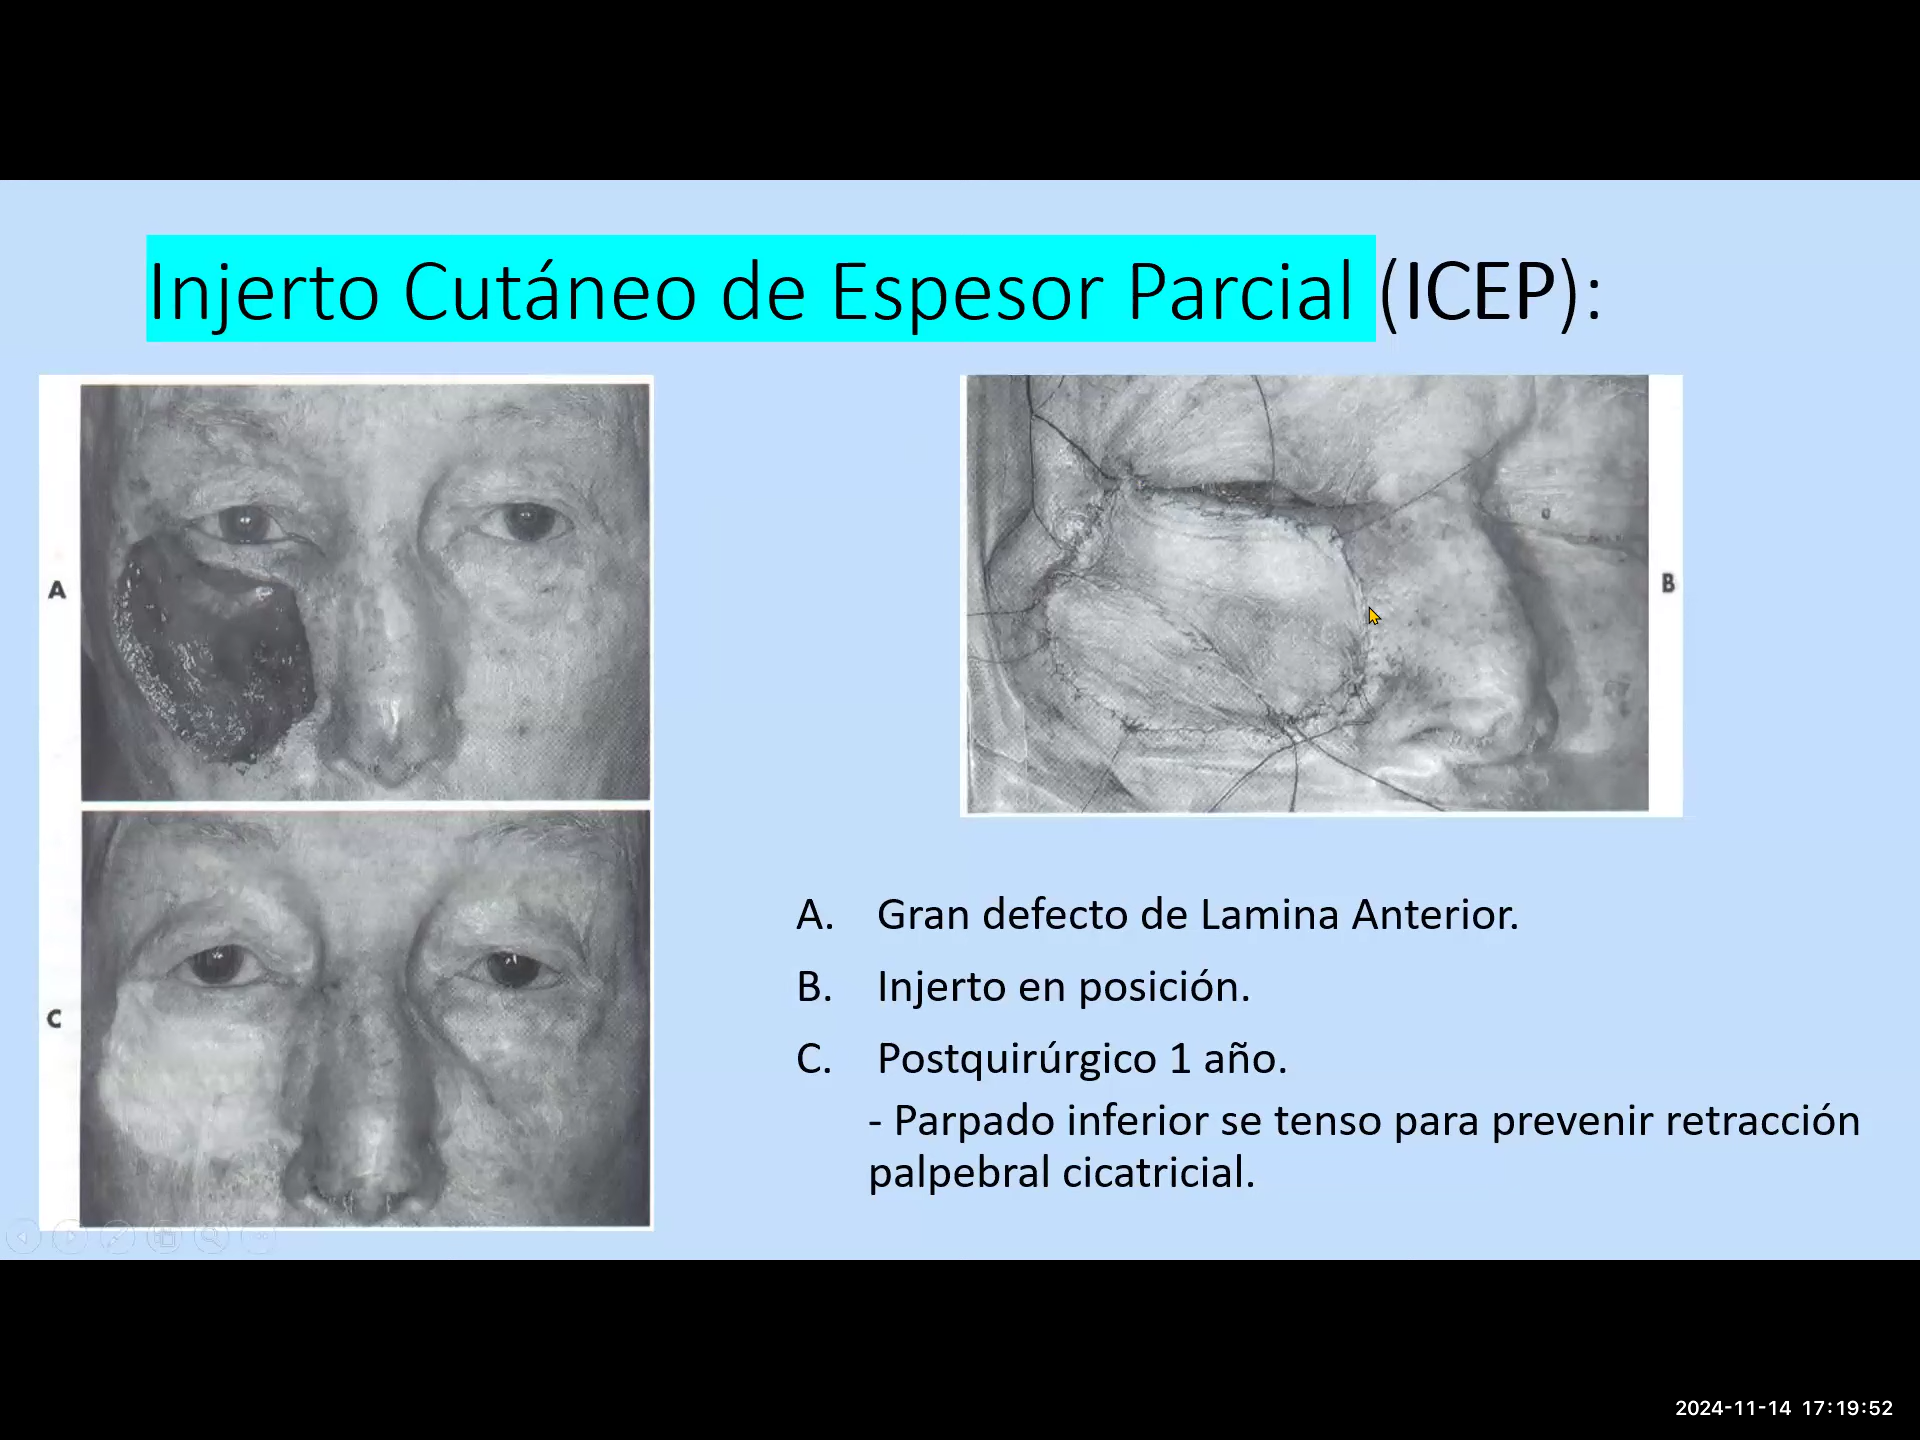 Injerto Cutáneo de Espesor Parcial (ICEP):
A
B
C
A. Gran defecto de Lamina Anterior.
B. Injerto en posición.
C. Postquirúrgico 1 año.
- Parpado inferior se tenso para prevenir retracción
palpebral cicatricial.
2024-11-14 17:19:52